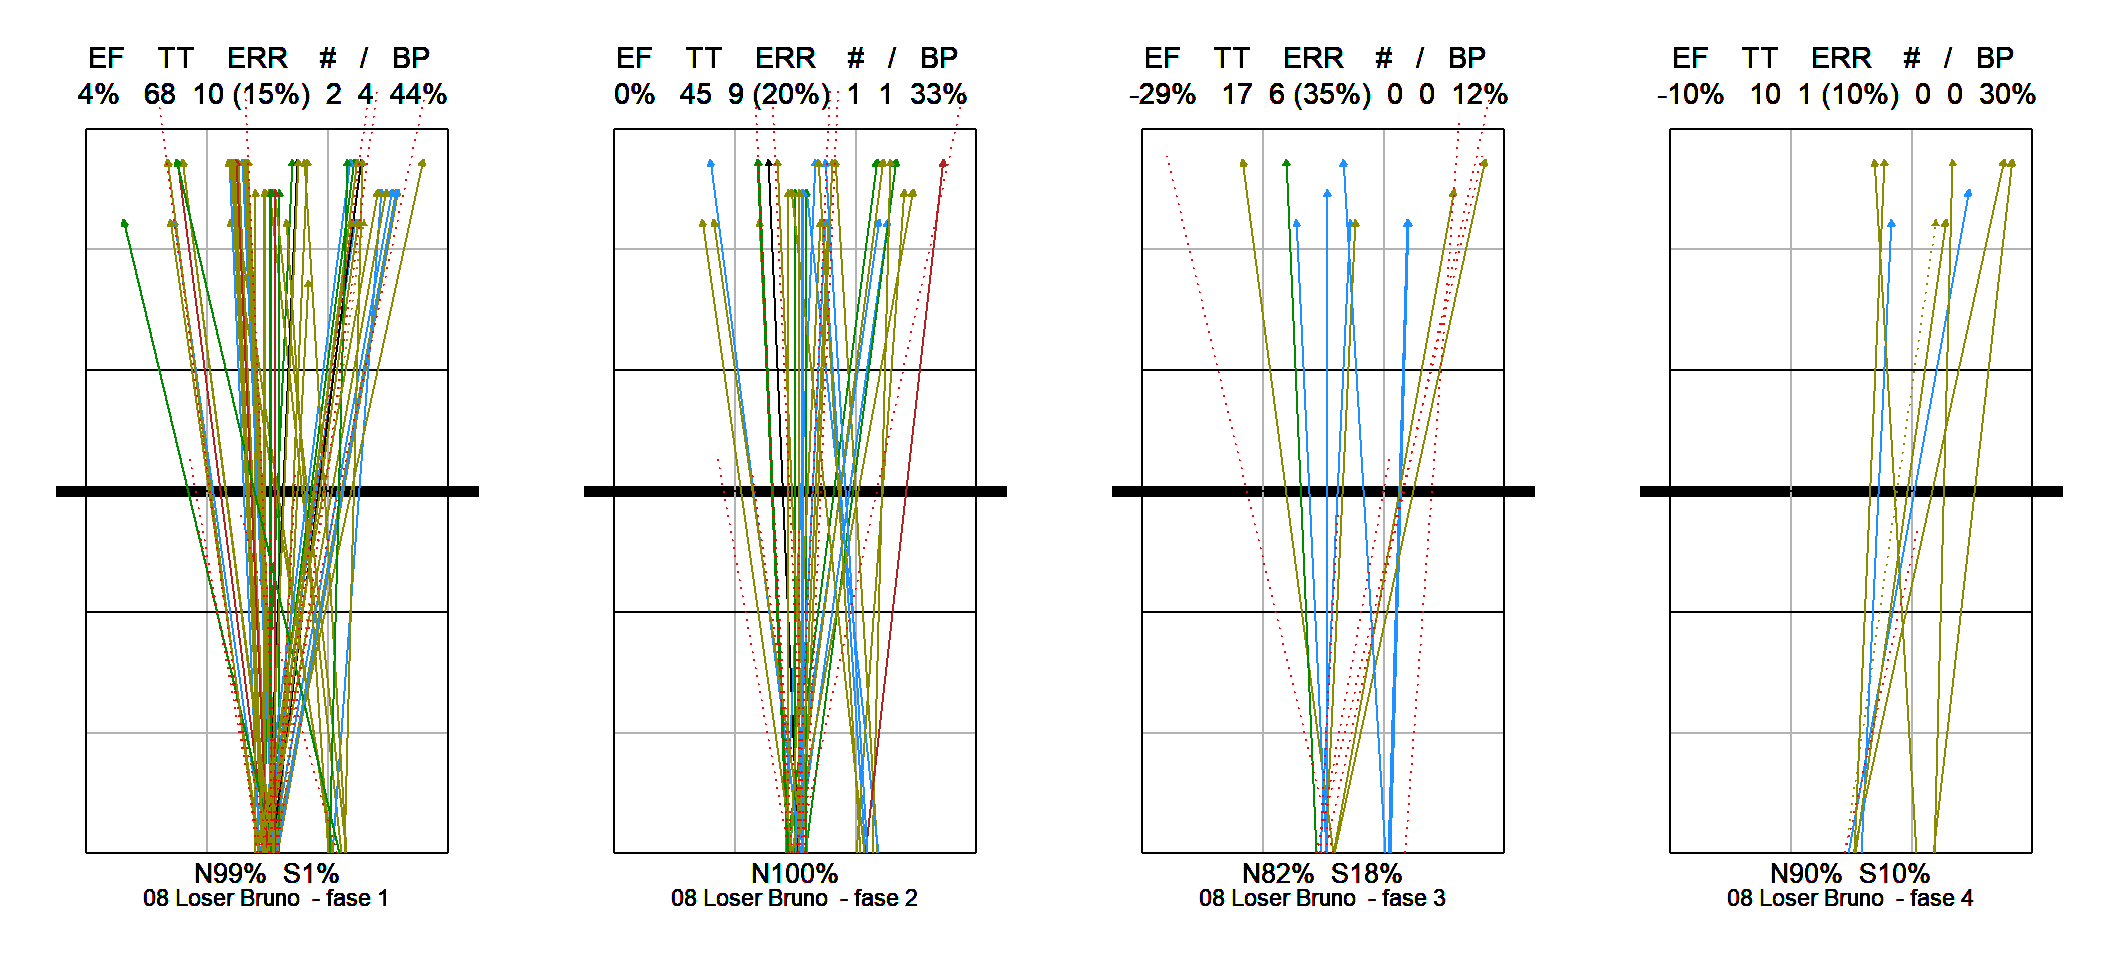 EF TT ERR # / BP
4% 68 10 (15%) 2 4 44%
N99% S1%
08 Loser Bruno - fase 1
EF TT ERR # / BP
0% 45 9 (20%) 1 1 33%
N100%
08 Loser Bruno - fase 2
EF TT ERR # / BP
-29% 17 6 (35%) 0 0 12%
N82% S18%
08 Loser Bruno - fase 3
EF TT ERR # / BP
-10% 10 1 (10%) 0 0 30%
N90% S10%
08 Loser Bruno - fase 4